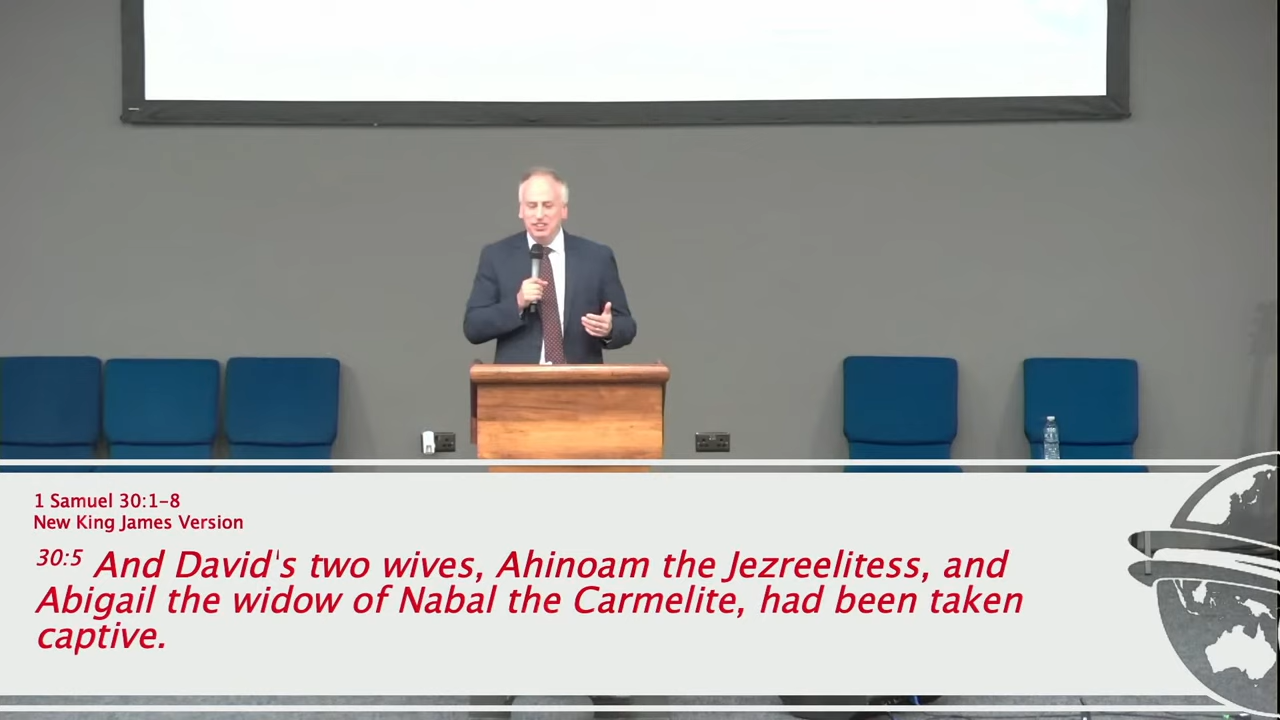 1 Samuel 30:1-8
New King James Version
30:5 And David's two wives, Ahinoam the Jezreelitess, and
Abigail the widow of Nabal the Carmelite, had been taken
captive.